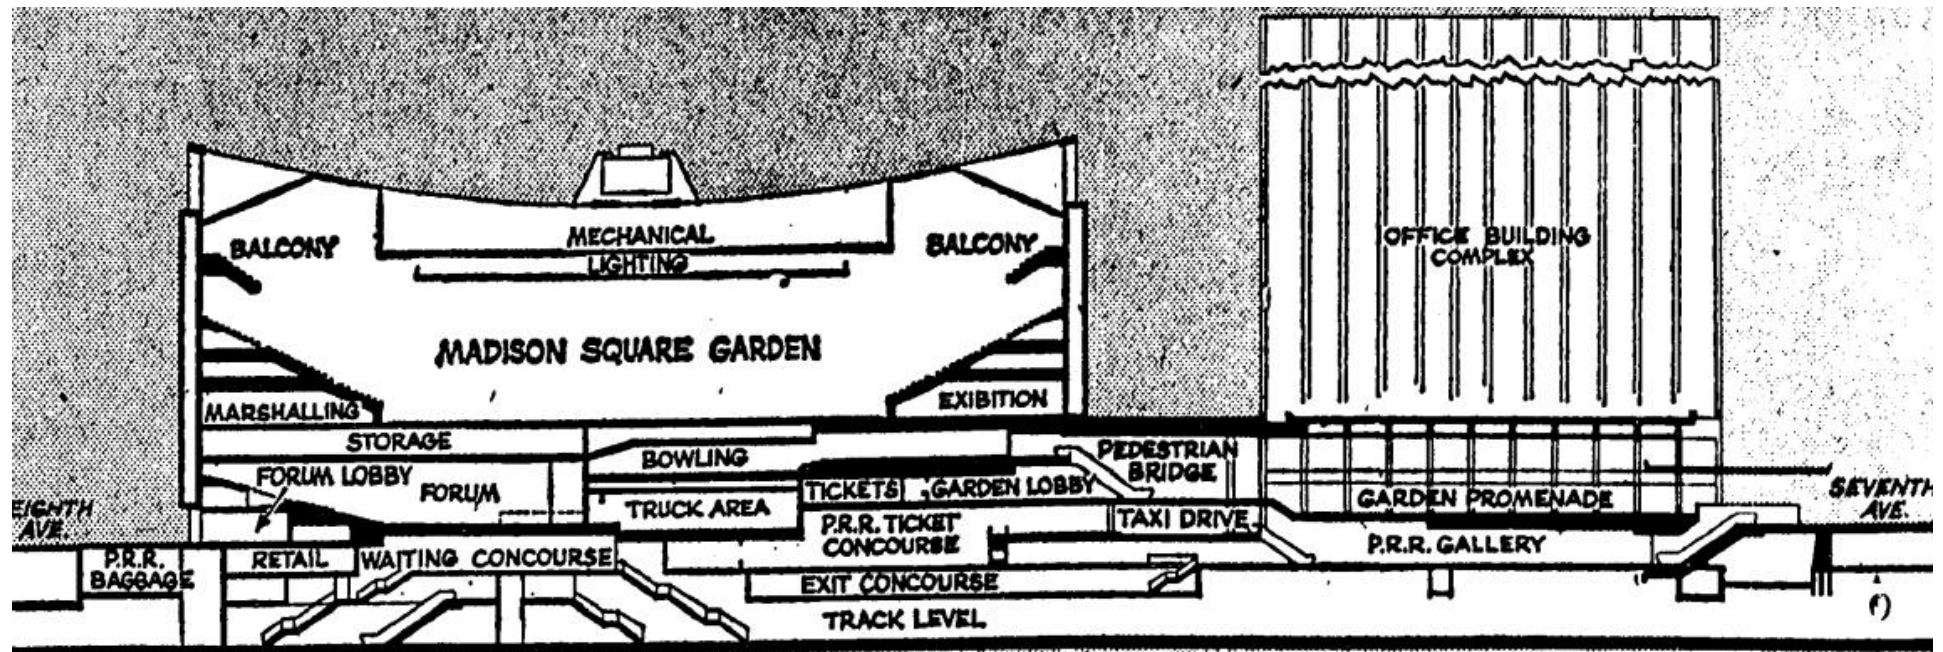 OFFICE BUILDING
COMPLEX
BALCONY
MECHANICAL
BALCONY
LIGHTING
MADISON SQUARE GARDEN
MARSHALLING
EXIBITION
STORAGE
BOWLING
PEDESTRIAN
BRIDGE
FORUM LOBBY
FORUM
TRUCK AREA
TICKETS
GARDEN LOBBY
GARDEN PROMENADE
EIGHTH
AVE.
SEVENTH
AVE.
P.R.R. TICKET
CONCOURSE
TAXI DRIVE
P.R.R. GALLERY
P.R.R.
BAGGAGE
RETAIL
WAITING CONCOURSE
EXIT CONCOURSE
TRACK LEVEL